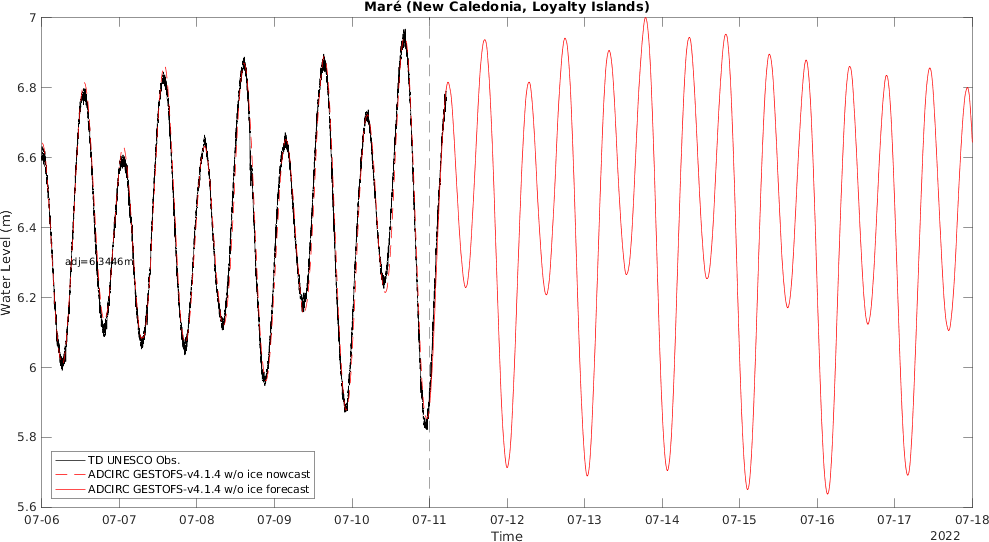 Maré (New Caledonia, Loyalty Islands)
7
6.8
6.6
6.4
6.2
6
5.8
5.6
Water Level (m)
adj=6.3446m
TD UNESCO Obs.
ADCIRC GESTOFS-v4.1.4 w/o ice nowcast
ADCIRC GESTOFS-v4.1.4 w/o ice forecast
07-06 07-07 07-08 07-09 07-10 07-11 07-12 07-13 07-14 07-15 07-16 07-17 07-18
Time
2022